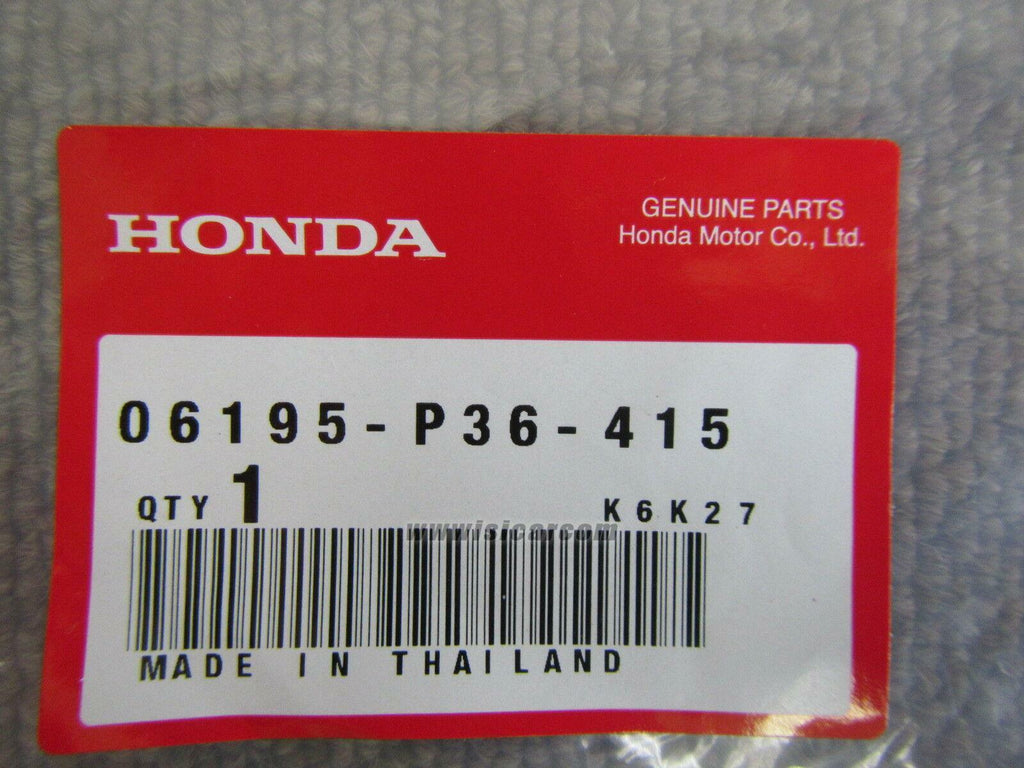 HONDA
GENUINE PARTS
Honda Motor Co., Ltd.
06195-P36-415
QTY 1
K6K27
www.isicar.com
MADE IN THAILAND